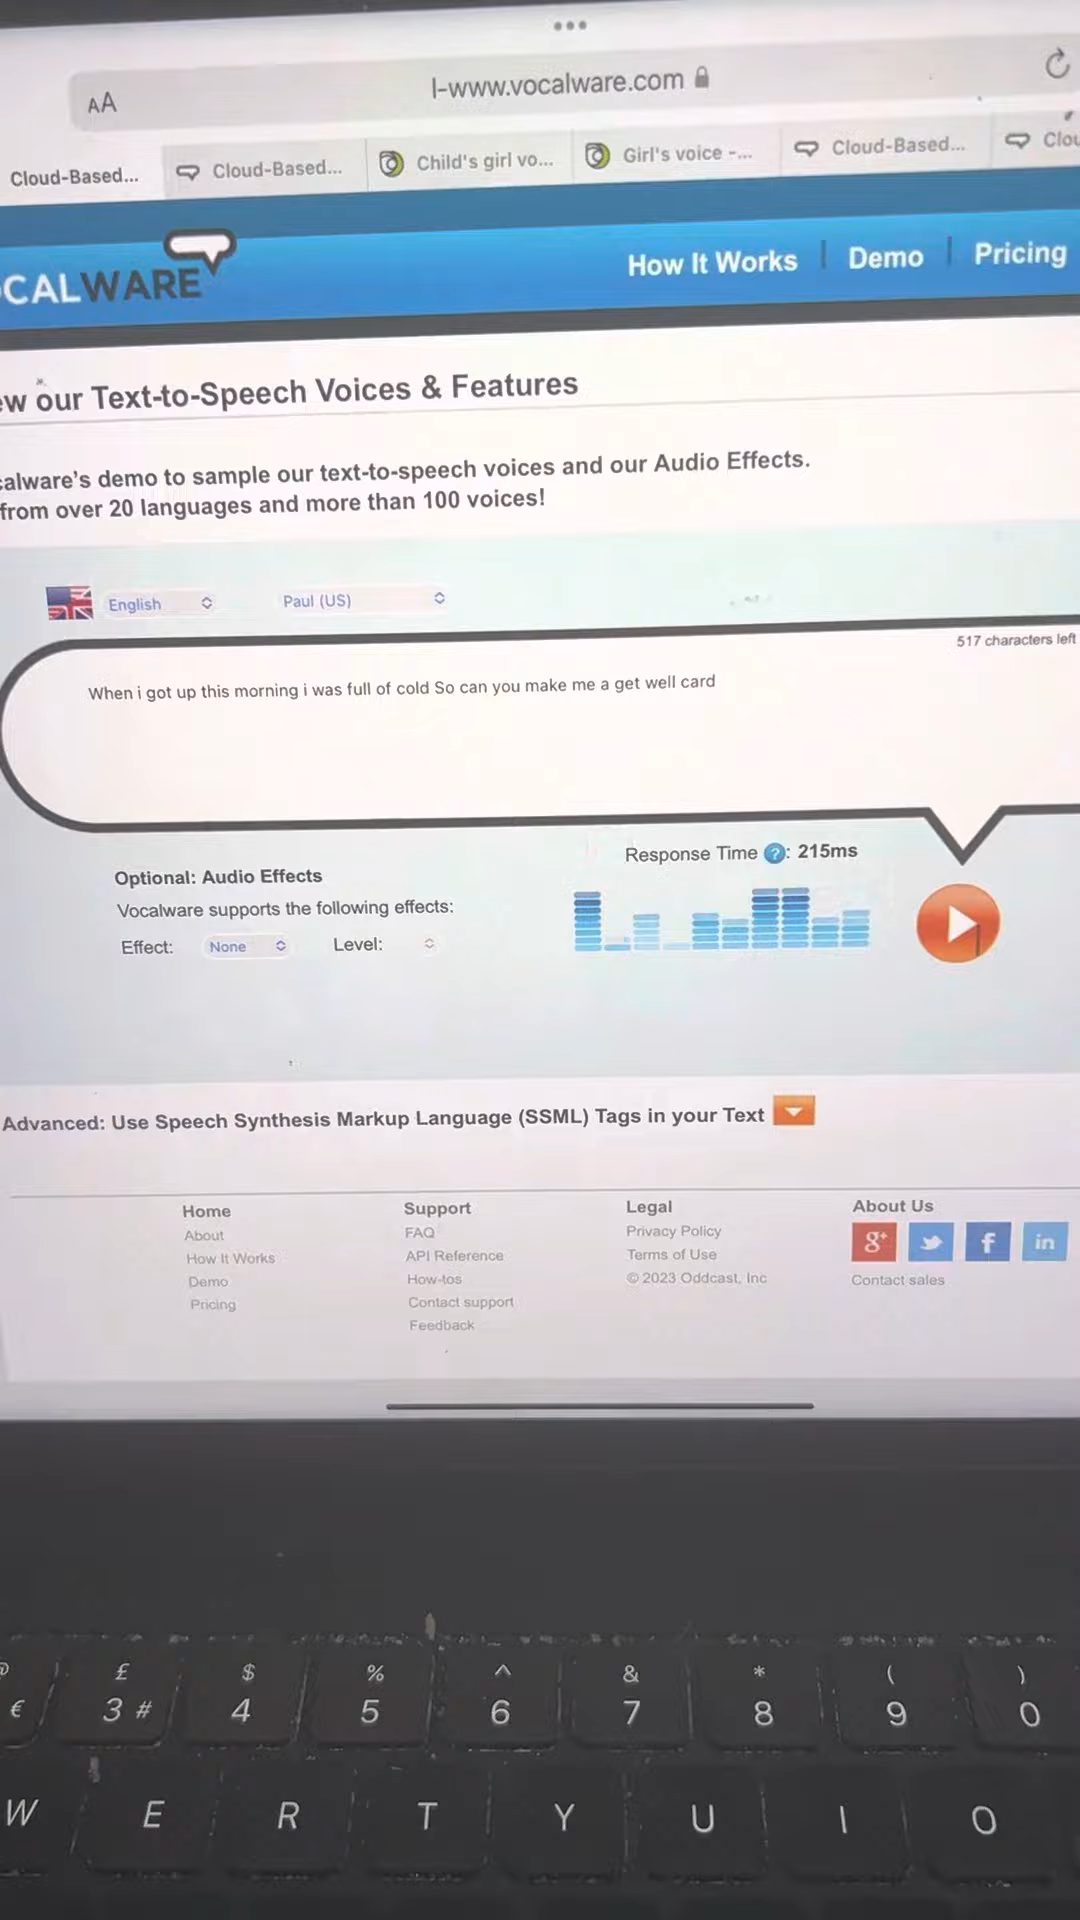 AA
l-www.vocalware.com
Cloud-Based...
Cloud-Based...
Child's girl vo...
Girl's voice -...
Cloud-Based...
Clou
CALWARE
How It Works
Demo
Pricing
ew our Text-to-Speech Voices & Features
calware's demo to sample our text-to-speech voices and our Audio Effects.
from over 20 languages and more than 100 voices!
English
Paul (US)
517 characters left
When i got up this morning i was full of cold So can you make me a get well card
Response Time ?: 215ms
Optional: Audio Effects
Vocalware supports the following effects:
Effect: None Level:
Advanced: Use Speech Synthesis Markup Language (SSML) Tags in your Text
Home
About
How It Works
Demo
Pricing
Support
FAQ
API Reference
How-tos
Contact support
Feedback
Legal
Privacy Policy
Terms of Use
© 2023 Oddcast, Inc
About Us
g+ f in
Contact sales
£ $ % ^ & * ( )
€ 3 # 4 5 6 7 8 9 0
W E R T Y U I O